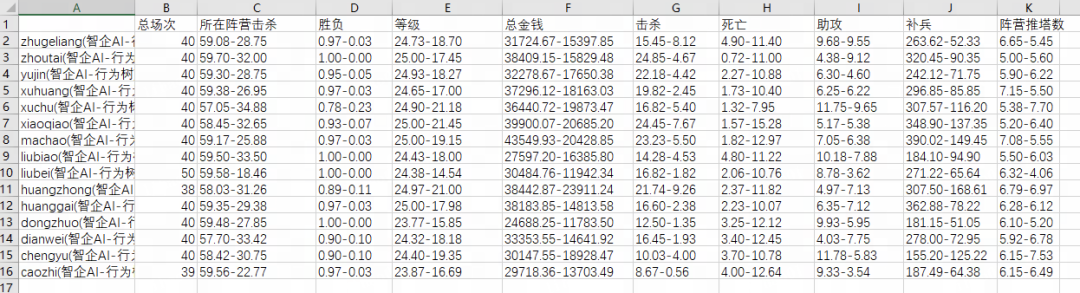 A B C D E F G H I J K
1 总场次 所在阵营击杀 胜负 等级 总金钱 击杀 死亡 助攻 补兵 阵营推塔数
2 zhugeliang(智企AI-行 40 59.08-28.75 0.97-0.03 24.73-18.70 31724.67-15397.85 15.45-8.12 4.90-11.40 9.68-9.55 263.62-52.33 6.65-5.45
3 zhoutai(智企AI-行为 40 59.70-32.00 1.00-0.00 25.00-17.45 38409.15-15829.48 24.85-4.67 0.72-11.00 4.38-9.12 320.45-90.35 5.00-5.60
4 yujin(智企AI-行为树 40 59.30-28.75 0.95-0.05 24.93-18.27 32278.67-17650.38 22.18-4.42 2.27-10.88 6.30-4.60 242.12-71.75 5.90-6.22
5 xuhuang(智企AI-行为 40 59.38-26.95 0.97-0.03 24.65-17.00 37296.12-18163.03 19.82-2.45 1.73-10.40 6.25-6.22 296.85-85.85 7.15-5.50
6 xuchu(智企AI-行为树 40 57.05-34.88 0.78-0.23 24.90-21.18 36440.72-19873.47 16.82-5.40 1.32-7.95 11.75-9.65 307.57-116.20 5.38-7.70
7 xiaoqiao(智企AI-行为 40 58.45-32.65 0.93-0.07 25.00-21.45 39900.07-20685.20 24.45-7.67 1.57-15.28 5.17-5.38 348.90-137.35 5.20-6.40
8 machao(智企AI-行为 40 59.17-25.88 0.97-0.03 25.00-19.15 43549.93-20428.85 23.23-5.50 1.82-12.97 7.05-6.38 390.02-149.45 7.08-5.55
9 liubiao(智企AI-行为 40 59.50-33.50 1.00-0.00 24.43-18.00 27597.20-16385.80 14.28-4.53 4.80-11.22 10.18-7.88 184.10-94.90 5.50-6.03
10 liubei(智企AI-行为树 50 59.58-18.46 1.00-0.00 24.38-14.54 30484.76-11942.34 16.82-1.82 2.06-10.76 8.78-3.62 271.22-65.64 6.32-4.06
11 huangzhong(智企AI 38 58.03-31.26 0.89-0.11 24.97-21.00 38442.87-23911.24 21.74-9.26 2.37-11.82 4.97-7.13 307.50-168.61 6.79-6.97
12 huanggai(智企AI-行 40 59.35-29.38 0.97-0.03 25.00-17.98 38183.85-14813.58 16.60-2.38 2.23-10.07 6.35-7.12 362.88-78.22 6.28-6.12
13 dongzhuo(智企AI-行 40 59.48-27.85 1.00-0.00 23.77-15.85 24688.25-11783.50 12.50-1.35 3.25-12.12 9.93-5.95 181.15-51.05 6.10-5.20
14 dianwei(智企AI-行为 40 57.70-33.42 0.90-0.10 24.32-18.18 33353.55-14641.92 16.45-1.93 3.40-12.45 4.03-7.75 278.00-72.95 5.92-6.78
15 chengyu(智企AI-行为 40 58.42-30.75 0.90-0.10 24.40-19.35 30147.55-18928.47 10.03-4.00 3.70-10.78 11.78-5.83 155.20-125.22 6.15-7.53
16 caozhi(智企AI-行为树 39 59.56-22.77 0.97-0.03 23.87-16.69 29718.36-13703.49 8.67-0.56 4.00-12.64 9.33-3.54 187.49-64.38 6.15-6.49
17